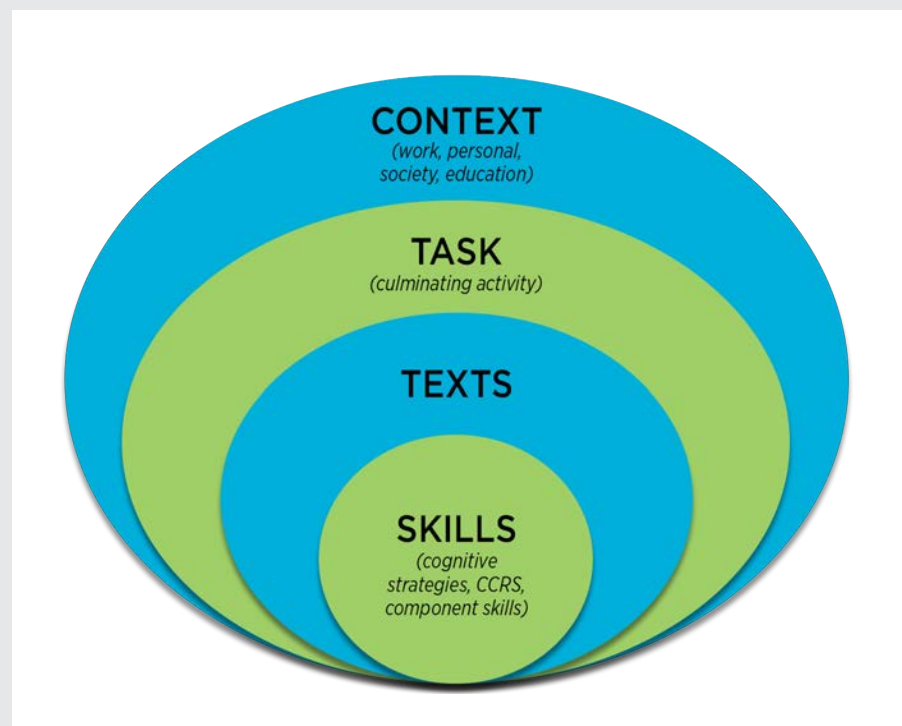 CONTEXT
(work, personal,
society, education)
TASK
(culminating activity)
TEXTS
SKILLS
(cognitive
strategies, CCRS,
component skills)